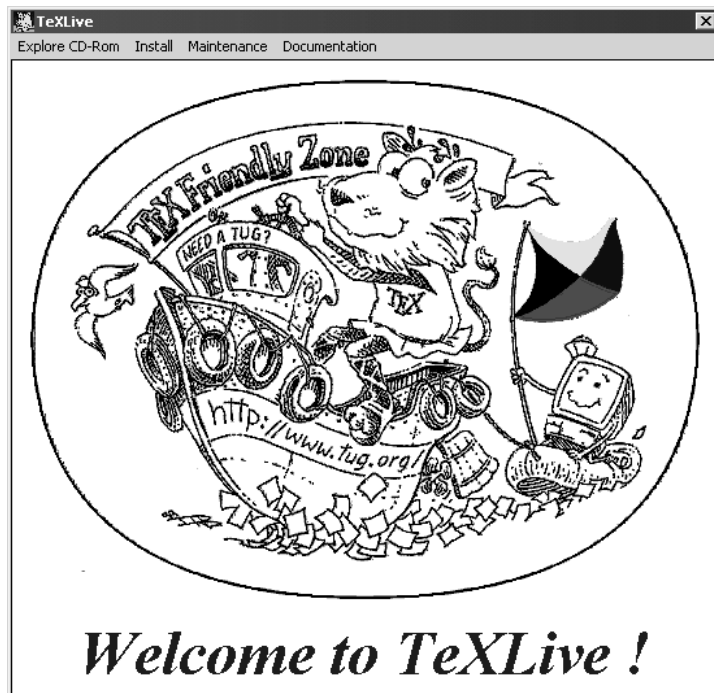 TeXLive
Explore CD-Rom Install Maintenance Documentation
TEX Friendly Zone
NEED A TUG?
TEX
http://www.tug.org/
Welcome to TeXLive !